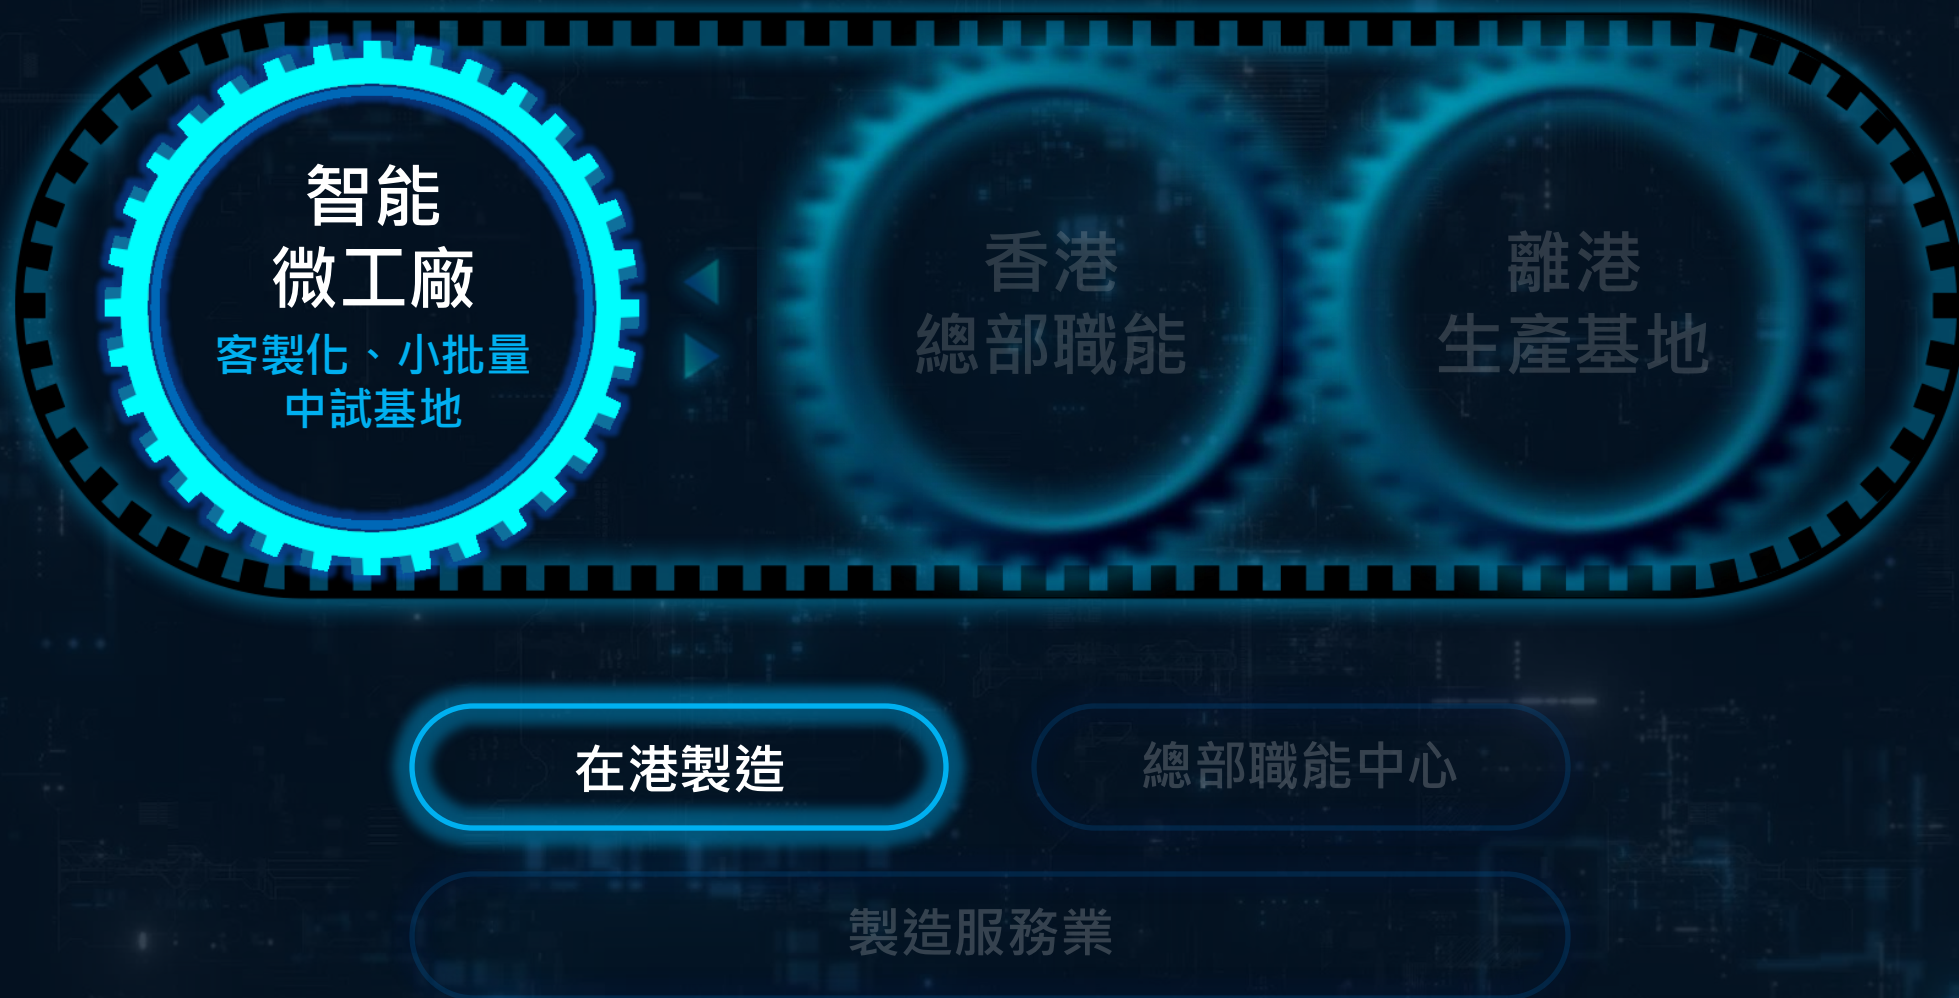 智能
微工廠
客製化、小批量
中試基地
香港
總部職能
離港
生產基地
在港製造
總部職能中心
製造服務業